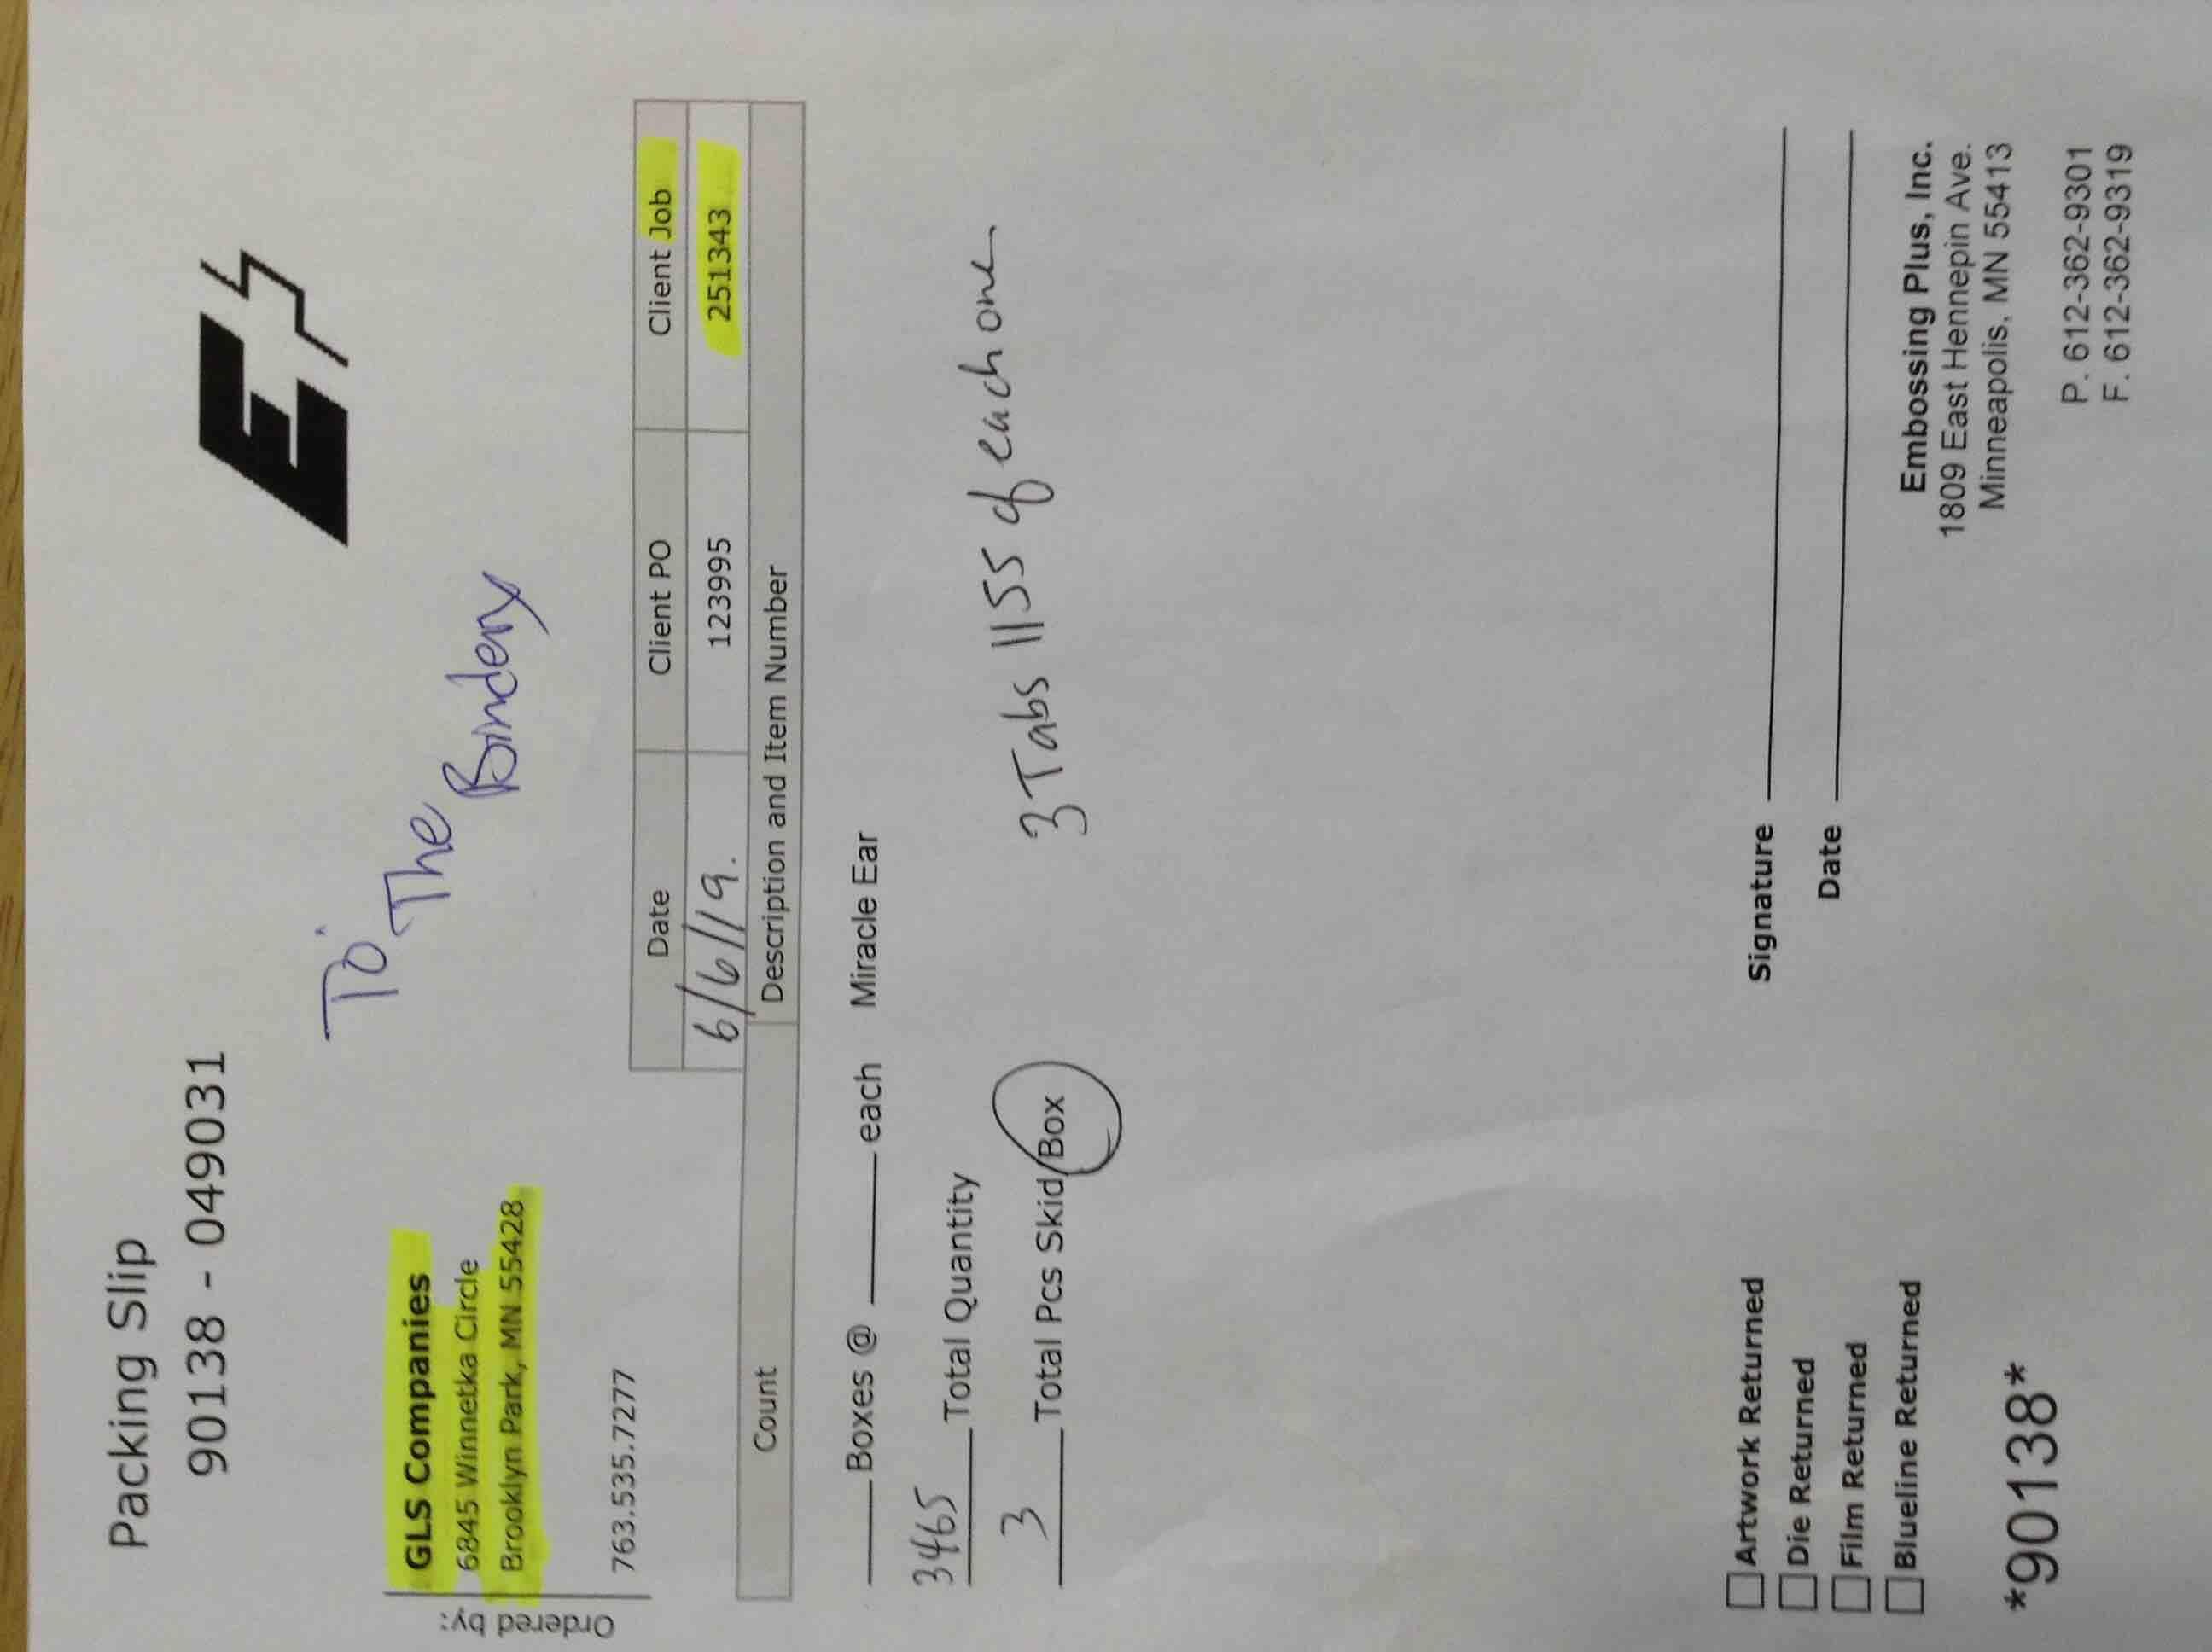 Packing Slip
90138 - 049031
E+
To
The
Bindery
Ordered by:
GLS Companies
6845 Winnetka Circle
Brooklyn Park, MN 55428
763.535.7277
Date Client PO Client Job
6/6/19. 123995 251343
Count Description and Item Number
____ Boxes @ ______ each Miracle Ear
3465 Total Quantity
3 Total Pcs Skid/Box
3 Tabs 1155 of each one
Artwork Returned
Die Returned
Film Returned
Blueline Returned
*90138*
Signature
Date
Embossing Plus, Inc.
1809 East Hennepin Ave.
Minneapolis, MN 55413
P. 612-362-9301
F. 612-362-9319